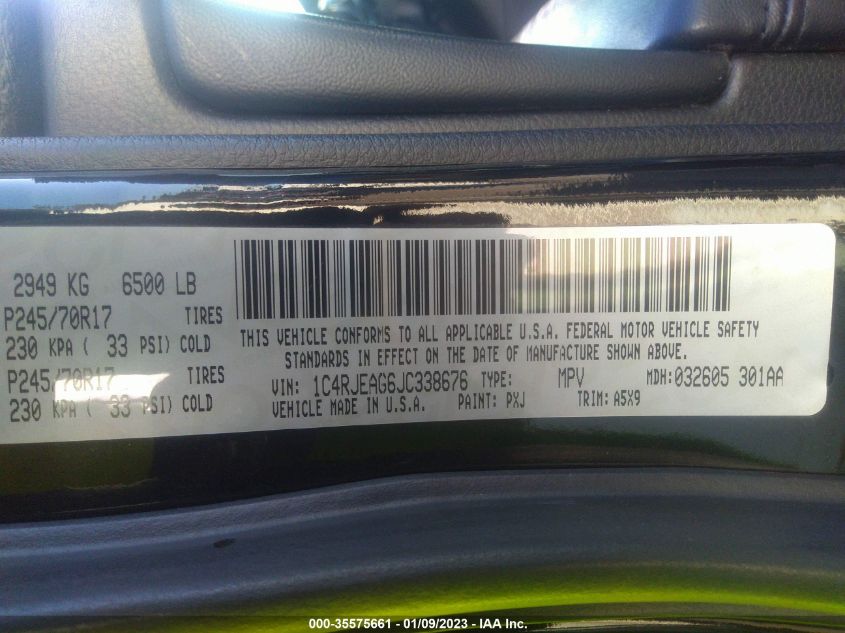 2949 KG 6500 LB
P245/70R17 TIRES
230 KPA ( 33 PSI) COLD
P245/70R17 TIRES
230 KPA ( 33 PSI) COLD
THIS VEHICLE CONFORMS TO ALL APPLICABLE U.S.A. FEDERAL MOTOR VEHICLE SAFETY
STANDARDS IN EFFECT ON THE DATE OF MANUFACTURE SHOWN ABOVE.
VIN: 1C4RJEAG6JC338676 TYPE: MPV MDH: 032605 301AA
VEHICLE MADE IN U.S.A. PAINT: PXJ TRIM: A5X9
000-35575661 - 01/09/2023 - IAA Inc.